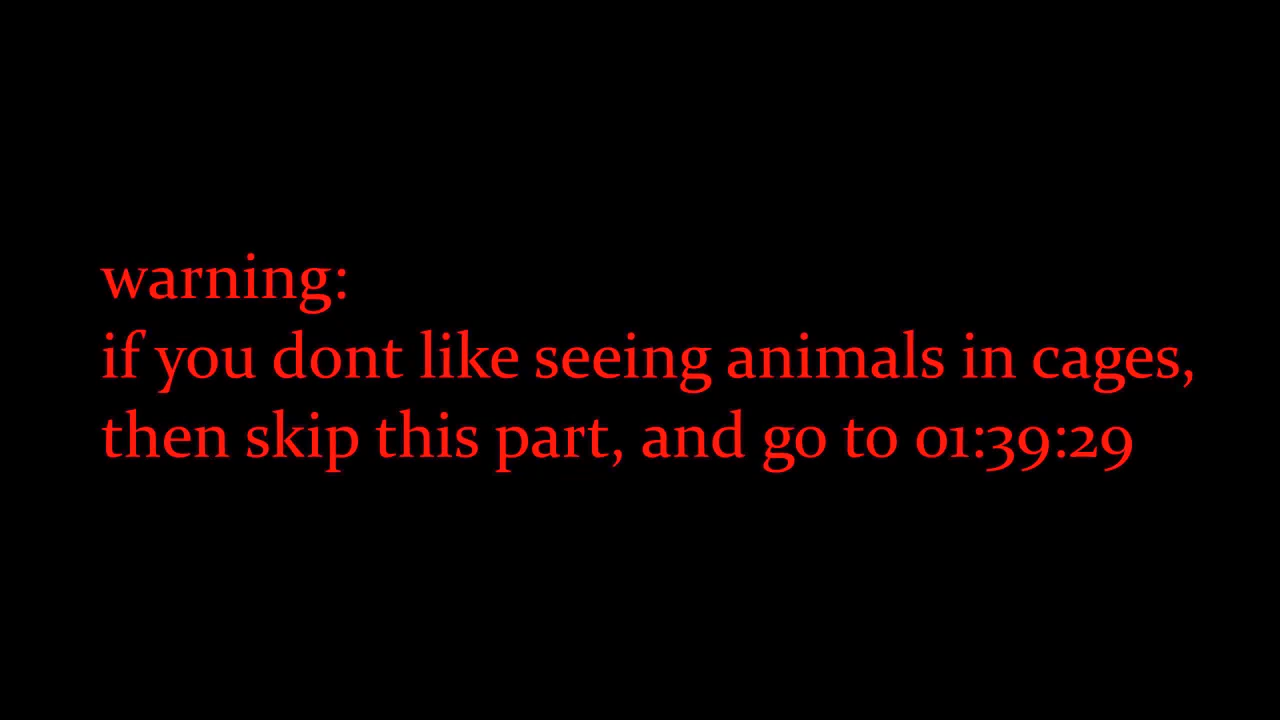 warning:
if you dont like seeing animals in cages,
then skip this part, and go to 01:39:29